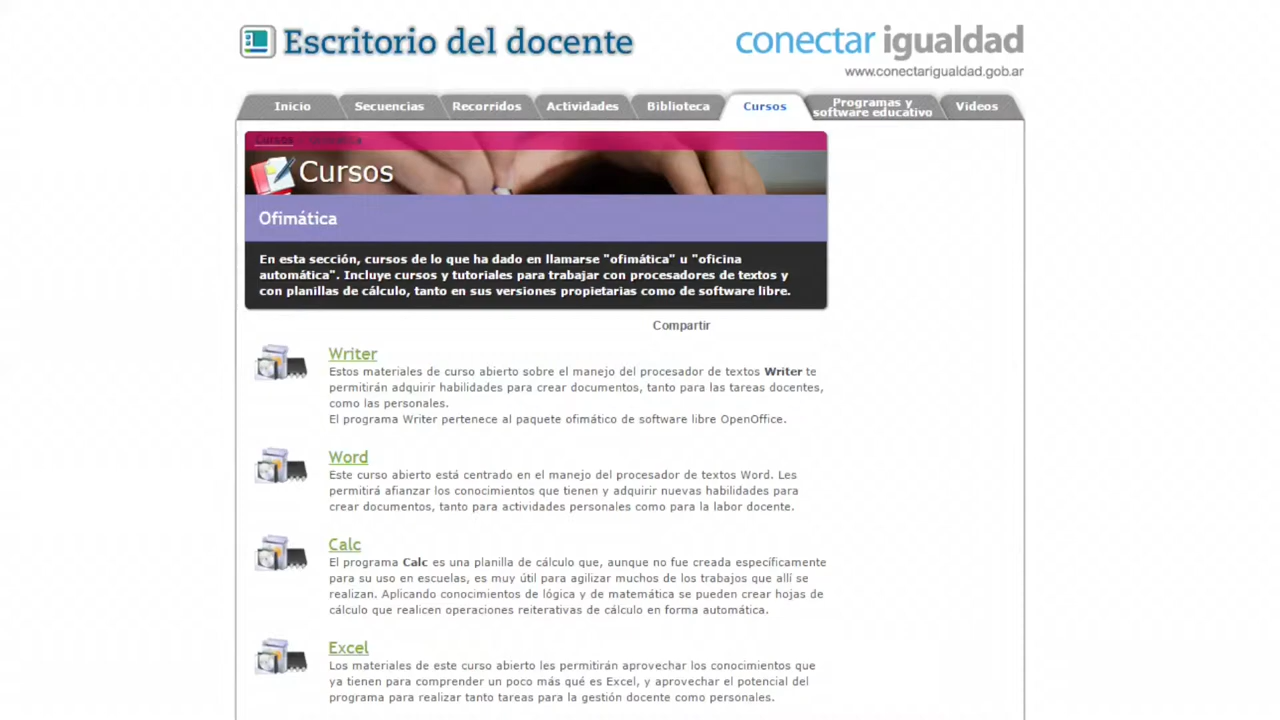 Escritorio del docente
conectar igualdad
www.conectarigualdad.gob.ar
Inicio
Secuencias
Recorridos
Actividades
Biblioteca
Cursos
Programas y
software educativo
Videos
Cursos
Cursos
Ofimática
En esta sección, cursos de lo que ha dado en llamarse "ofimática" u "oficina
automática". Incluye cursos y tutoriales para trabajar con procesadores de textos y
con planillas de cálculo, tanto en sus versiones propietarias como de software libre.
Compartir
Writer
Estos materiales de curso abierto sobre el manejo del procesador de textos Writer te
permitirán adquirir habilidades para crear documentos, tanto para las tareas docentes,
como las personales.
El programa Writer pertenece al paquete ofimático de software libre OpenOffice.
Word
Este curso abierto está centrado en el manejo del procesador de textos Word. Les
permitirá afianzar los conocimientos que tienen y adquirir nuevas habilidades para
crear documentos, tanto para actividades personales como para la labor docente.
Calc
El programa Calc es una planilla de cálculo que, aunque no fue creada específicamente
para su uso en escuelas, es muy útil para agilizar muchos de los trabajos que allí se
realizan. Aplicando conocimientos de lógica y de matemática se pueden crear hojas de
cálculo que realicen operaciones reiterativas de cálculo en forma automática.
Excel
Los materiales de este curso abierto les permitirán aprovechar los conocimientos que
ya tienen para comprender un poco más qué es Excel, y aprovechar el potencial del
programa para realizar tanto tareas para la gestión docente como personales.